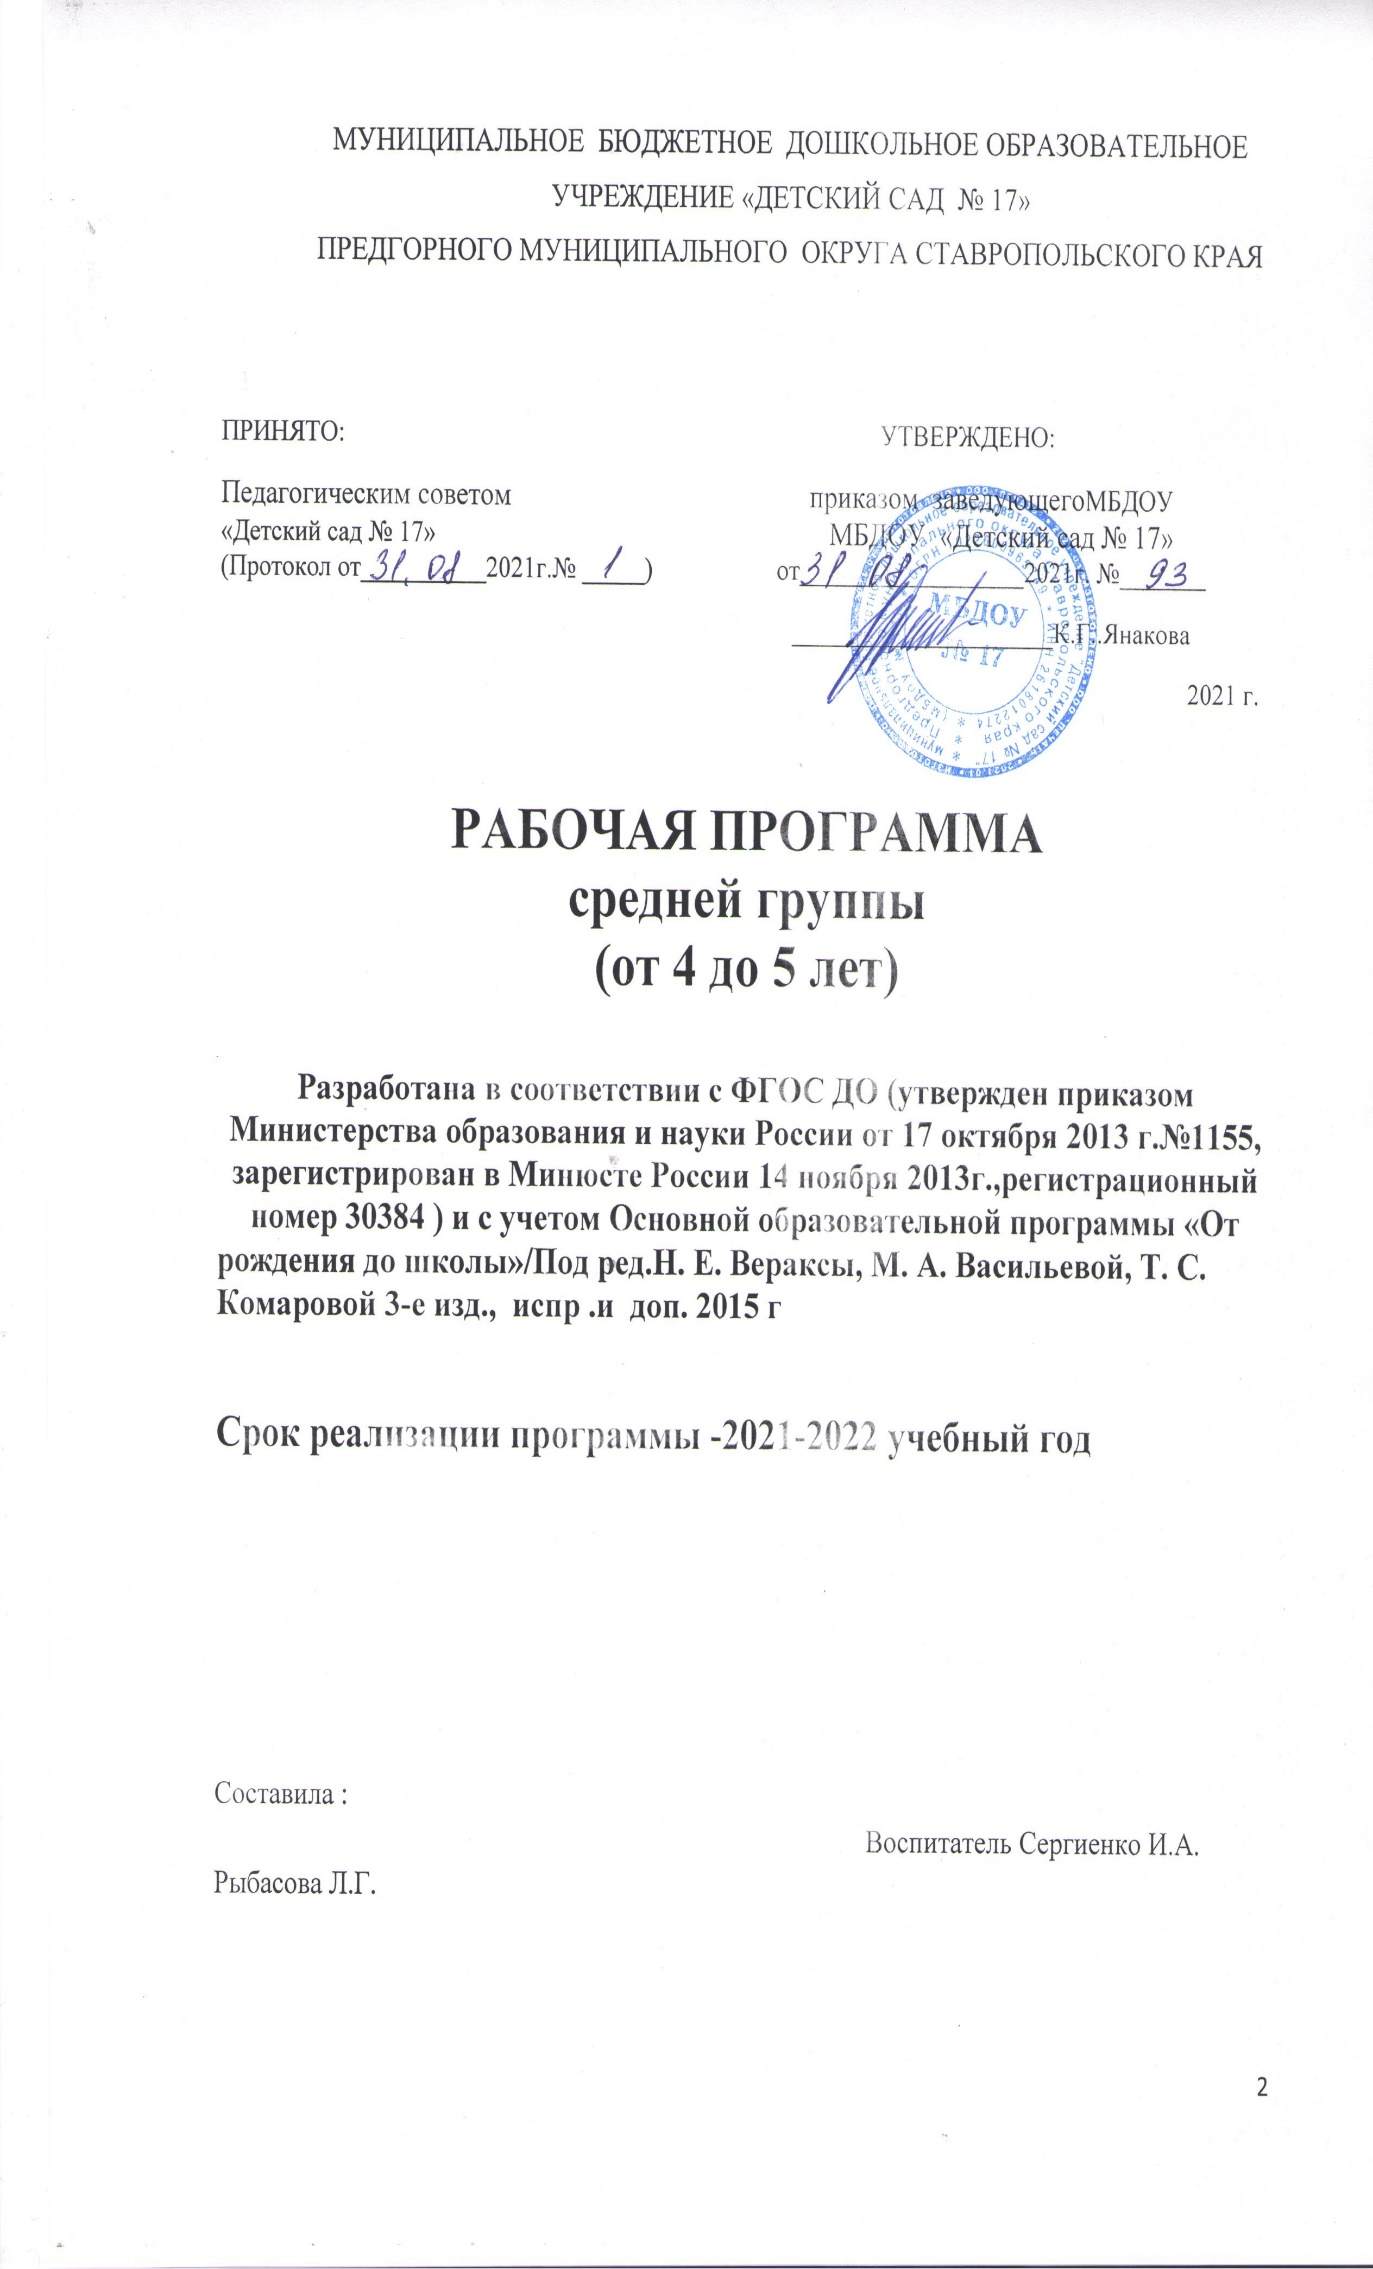 МУНИЦИПАЛЬНОЕ БЮДЖЕТНОЕ ДОШКОЛЬНОЕ ОБРАЗОВАТЕЛЬНОЕ
УЧРЕЖДЕНИЕ «ДЕТСКИЙ САД № 17»
ПРЕДГОРНОГО МУНИЦИПАЛЬНОГО ОКРУГА СТАВРОПОЛЬСКОГО КРАЯ
ПРИНЯТО:
Педагогическим советом
«Детский сад № 17»
(Протокол от 31. 08 2021г.№ 1 )
УТВЕРЖДЕНО:
приказом заведующегоМБДОУ
МБДОУ «Детский сад № 17»
от 31 08 2021г. № 93
К.Г.Янакова
2021 г.
МБДОУ
№ 17
РАБОЧАЯ ПРОГРАММА
средней группы
(от 4 до 5 лет)
Разработана в соответствии с ФГОС ДО (утвержден приказом
Министерства образования и науки России от 17 октября 2013 г.№1155,
зарегистрирован в Минюсте России 14 ноября 2013г.,регистрационный
номер 30384 ) и с учетом Основной образовательной программы «От
рождения до школы»/Под ред.Н. Е. Вераксы, М. А. Васильевой, Т. С.
Комаровой 3-е изд., испр .и доп. 2015 г
Срок реализации программы -2021-2022 учебный год
Составила :
Воспитатель Сергиенко И.А.
Рыбасова Л.Г.
2